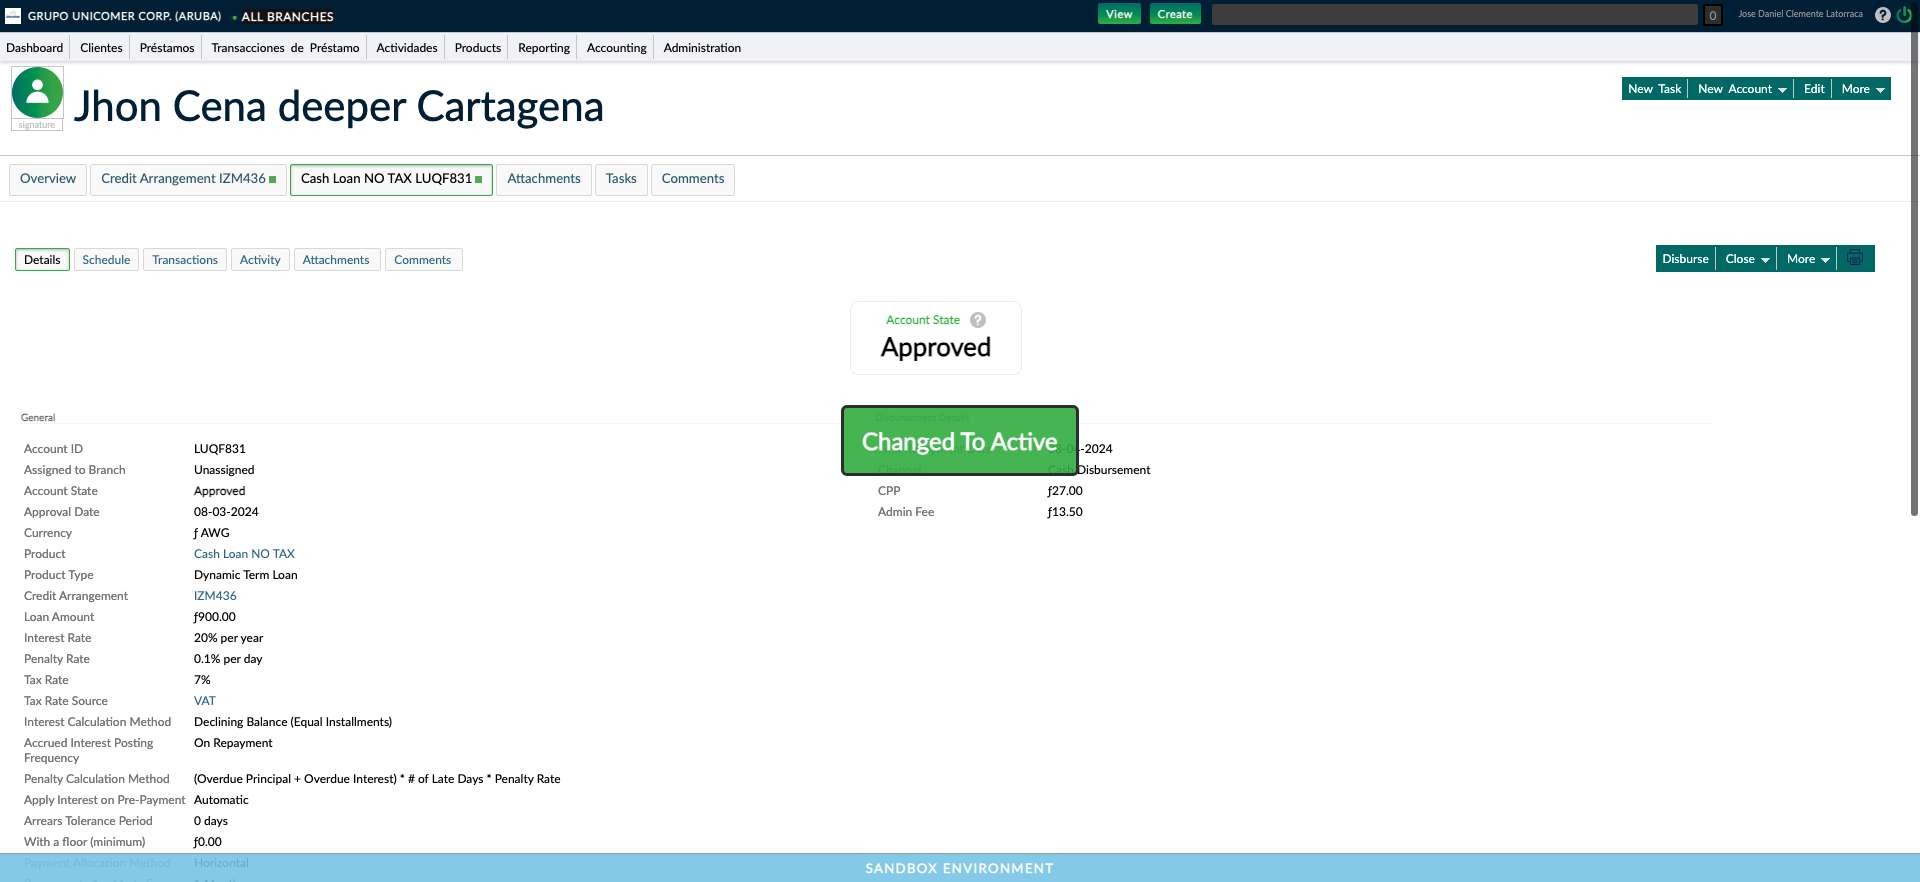 GRUPO UNICOMER CORP. (ARUBA) ALL BRANCHES View Create 0 Jose Daniel Clemente Latorraca ?
Dashboard Clientes Préstamos Transacciones de Préstamo Actividades Products Reporting Accounting Administration
signature
Jhon Cena deeper Cartagena
New Task New Account Edit More
Overview Credit Arrangement IZM436 Cash Loan NO TAX LUQF831 Attachments Tasks Comments
Details Schedule Transactions Activity Attachments Comments
Disburse Close More
Account State ?
Approved
General
Disbursement Details
Changed To Active
Account ID LUQF831
-04-2024
Assigned to Branch Unassigned
Channel Cash Disbursement
Account State Approved
CPP ƒ27.00
Approval Date 08-03-2024
Admin Fee ƒ13.50
Currency ƒ AWG
Product Cash Loan NO TAX
Product Type Dynamic Term Loan
Credit Arrangement IZM436
Loan Amount ƒ900.00
Interest Rate 20% per year
Penalty Rate 0.1% per day
Tax Rate 7%
Tax Rate Source VAT
Interest Calculation Method Declining Balance (Equal Installments)
Accrued Interest Posting Frequency On Repayment
Penalty Calculation Method (Overdue Principal + Overdue Interest) * # of Late Days * Penalty Rate
Apply Interest on Pre-Payment Automatic
Arrears Tolerance Period 0 days
With a floor (minimum) ƒ0.00
Payment Allocation Method Horizontal
SANDBOX ENVIRONMENT